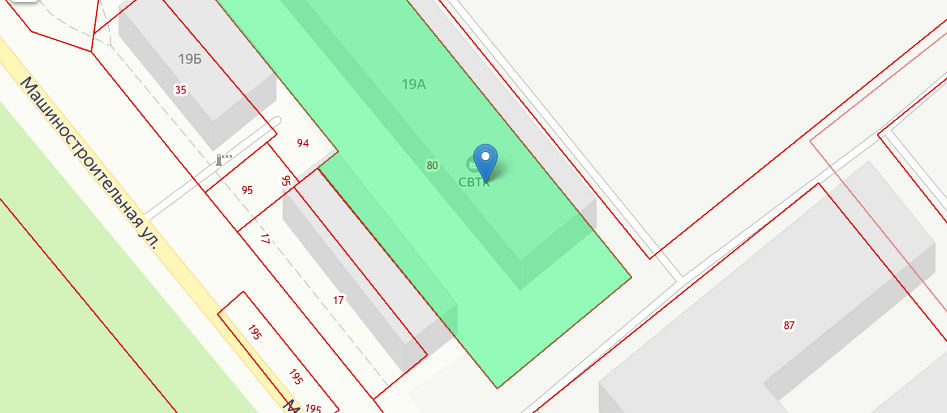 19Б
35
19А
94
80
СВТК
95
95
17
17
Машиностроительная ул.
195
195
195
М
87